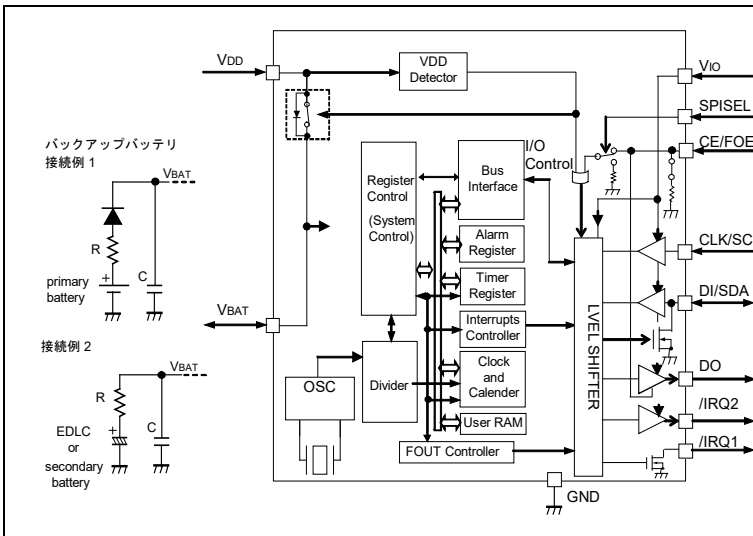 VDD
VDD
Detector
VIO
SPISEL
CE/FOE
I/O
Control
バックアップバッテリ
接続例 1
VBAT
R
C
+
primary
battery
Register
Control
(System
Control)
Bus
Interface
Alarm
Register
Timer
Register
Interrupts
Controller
Clock
and
Calender
User RAM
FOUT Controller
OSC
Divider
LVEL SHIFTER
CLK/SC
DI/SDA
DO
/IRQ2
/IRQ1
VBAT
接続例 2
VBAT
R
C
+
EDLC
or
secondary
battery
GND